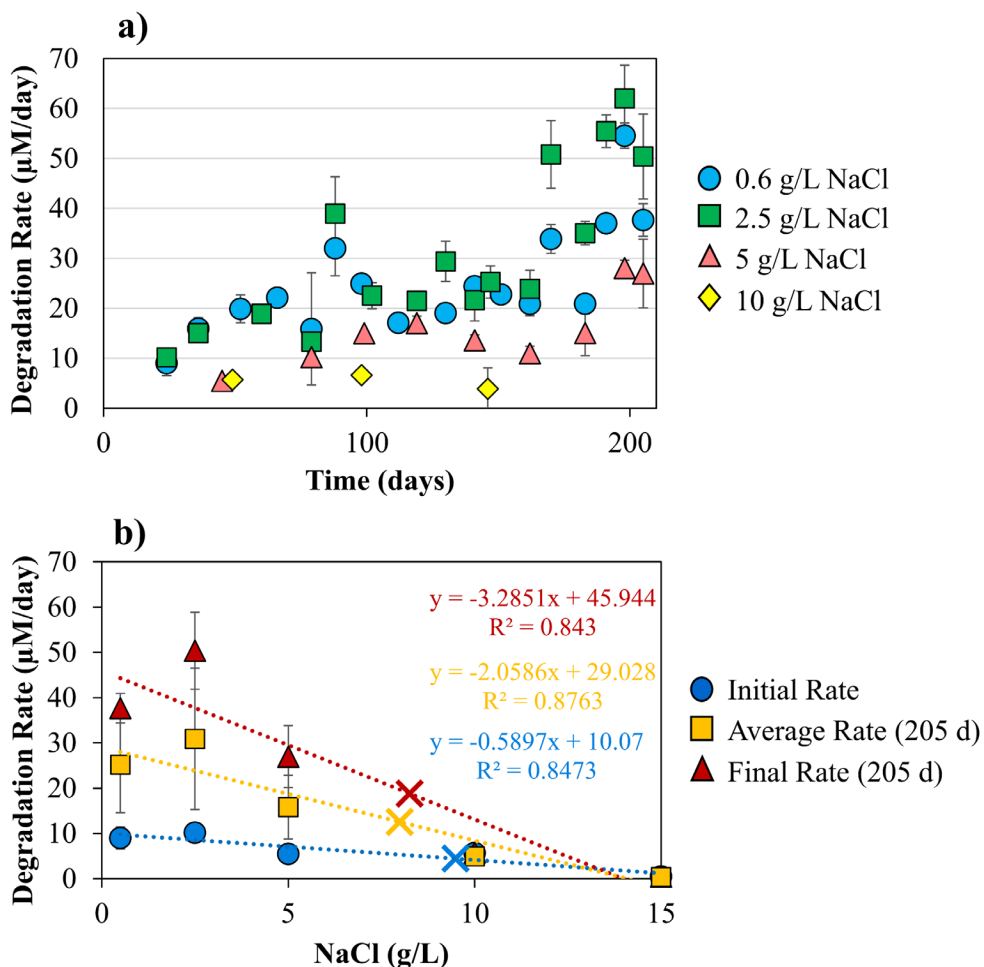 a)
70
60
50
40
30
20
10
0
Degradation Rate (μM/day)
0 100 200
Time (days)
0.6 g/L NaCl
2.5 g/L NaCl
5 g/L NaCl
10 g/L NaCl
b)
70
60
50
40
30
20
10
0
Degradation Rate (μM/day)
y = -3.2851x + 45.944
R² = 0.843
y = -2.0586x + 29.028
R² = 0.8763
y = -0.5897x + 10.07
R² = 0.8473
0 5 10 15
NaCl (g/L)
Initial Rate
Average Rate (205 d)
Final Rate (205 d)